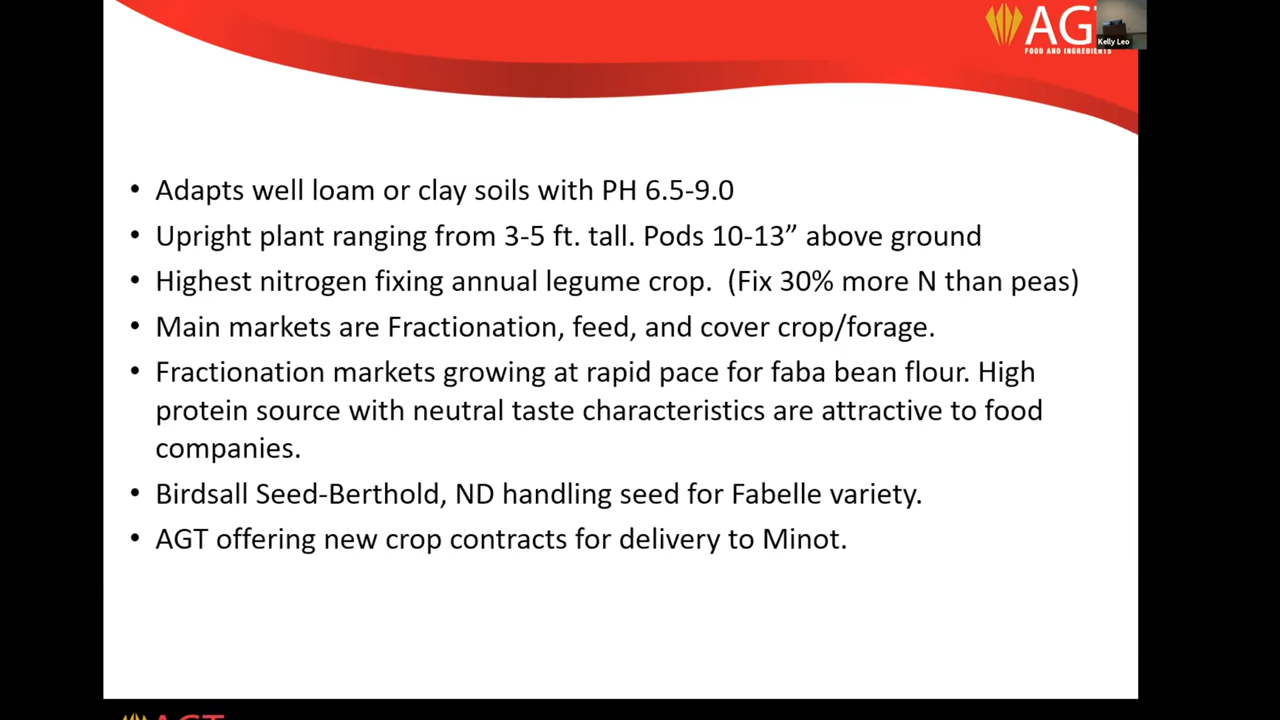 AG
Kelly Leo
FOOD AND INGREDIENTS
• Adapts well loam or clay soils with PH 6.5-9.0
• Upright plant ranging from 3-5 ft. tall. Pods 10-13” above ground
• Highest nitrogen fixing annual legume crop.  (Fix 30% more N than peas)
• Main markets are Fractionation, feed, and cover crop/forage.
• Fractionation markets growing at rapid pace for faba bean flour. High
protein source with neutral taste characteristics are attractive to food
companies.
• Birdsall Seed-Berthold, ND handling seed for Fabelle variety.
• AGT offering new crop contracts for delivery to Minot.
AGT